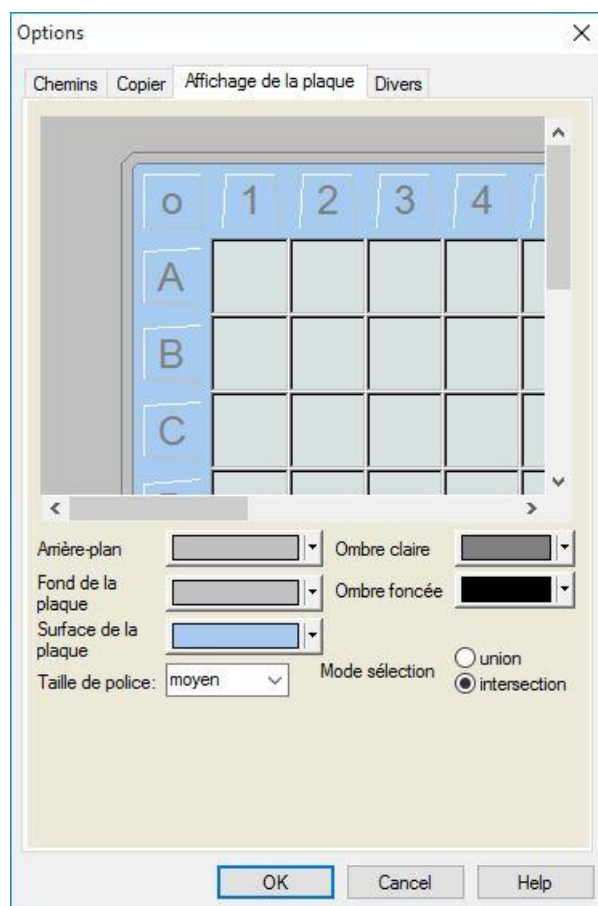 Options
Chemins Copier Affichage de la plaque Divers
o 1 2 3 4
A
B
C
Arrière-plan Ombre claire
Fond de la
plaque Ombre foncée
Surface de la
plaque
Taille de police: moyen Mode sélection union
intersection
OK Cancel Help